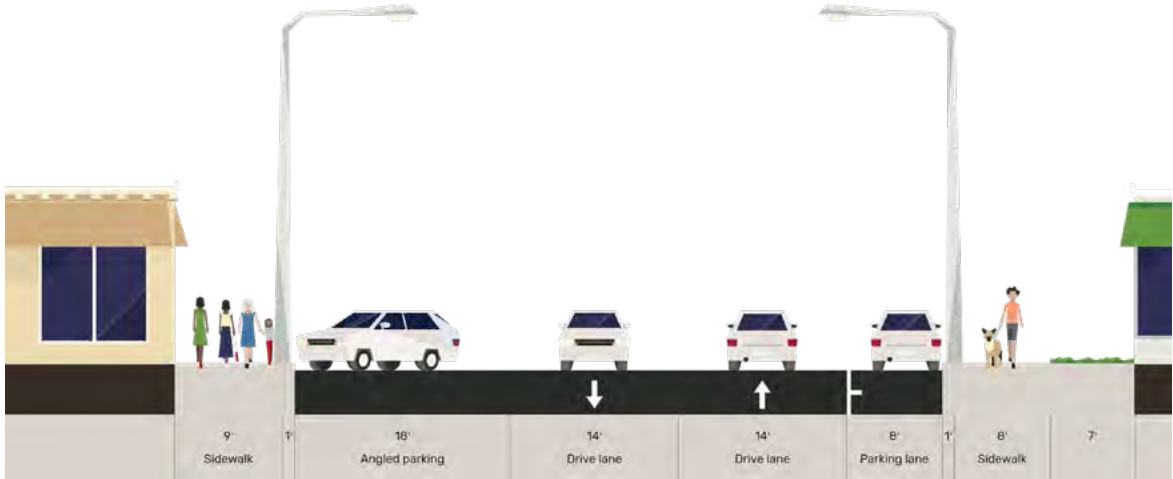 9' 1' 18' 14' 14' 8' 1' 8' 7'
Sidewalk Angled parking Drive lane Drive lane Parking lane Sidewalk